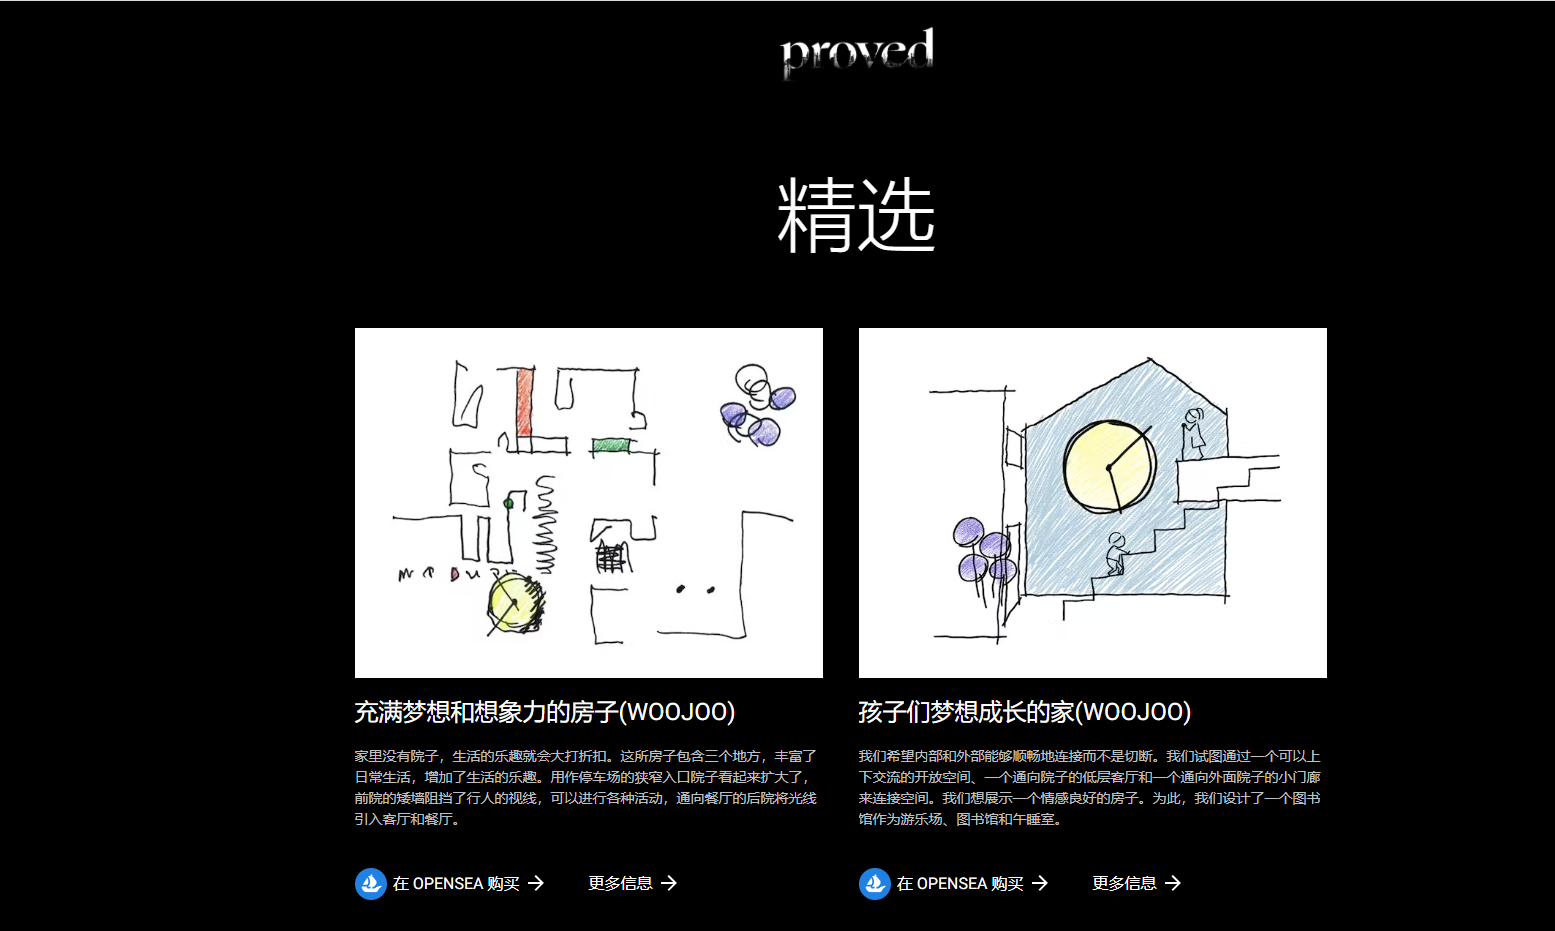 proved
精选
充满梦想和想象力的房子(WOOJOO)
家里没有院子，生活的乐趣就会大打折扣。这所房子包含三个地方，丰富了
日常生活，增加了生活的乐趣。用作停车场的狭窄入口院子看起来扩大了，
前院的矮墙阻挡了行人的视线，可以进行各种活动，通向餐厅的后院将光线
引入客厅和餐厅。
在 OPENSEA 购买
更多信息
孩子们梦想成长的家(WOOJOO)
我们希望内部和外部能够顺畅地连接而不是切断。我们试图通过一个可以上
下交流的开放空间、一个通向院子的低层客厅和一个通向外面院子的小门廊
来连接空间。我们想展示一个情感良好的房子。为此，我们设计了一个图书
馆作为游乐场、图书馆和午睡室。
在 OPENSEA 购买
更多信息